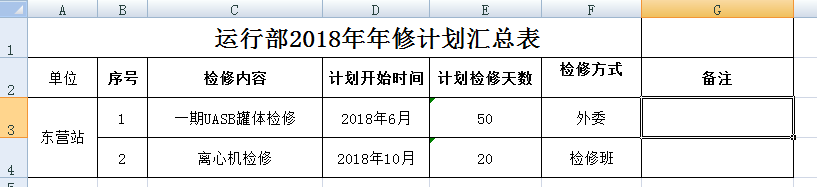 A B C D E F G
1 运行部2018年年修计划汇总表
2 单位 序号 检修内容 计划开始时间 计划检修天数 检修方式 备注
3 东营站 1 一期UASB罐体检修 2018年6月 50 外委
4 2 离心机检修 2018年10月 20 检修班